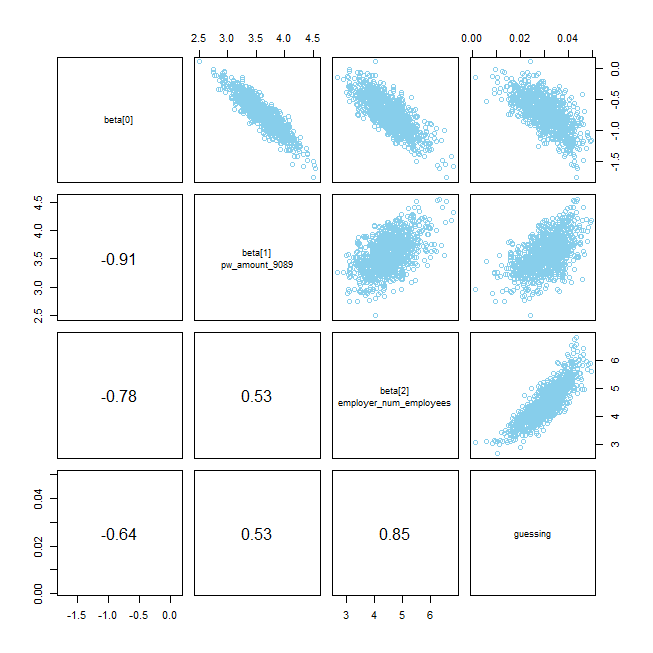 2.5 3.0 3.5 4.0 4.5
0.00 0.02 0.04
beta[0]
0.0
-0.5
-1.0
-1.5
4.5
4.0
3.5
3.0
2.5
-0.91
beta[1]
pw_amount_9089
-0.78
0.53
beta[2]
employer_num_employees
6
5
4
3
0.04
0.02
0.00
-0.64
0.53
0.85
guessing
-1.5 -1.0 -0.5 0.0
3 4 5 6